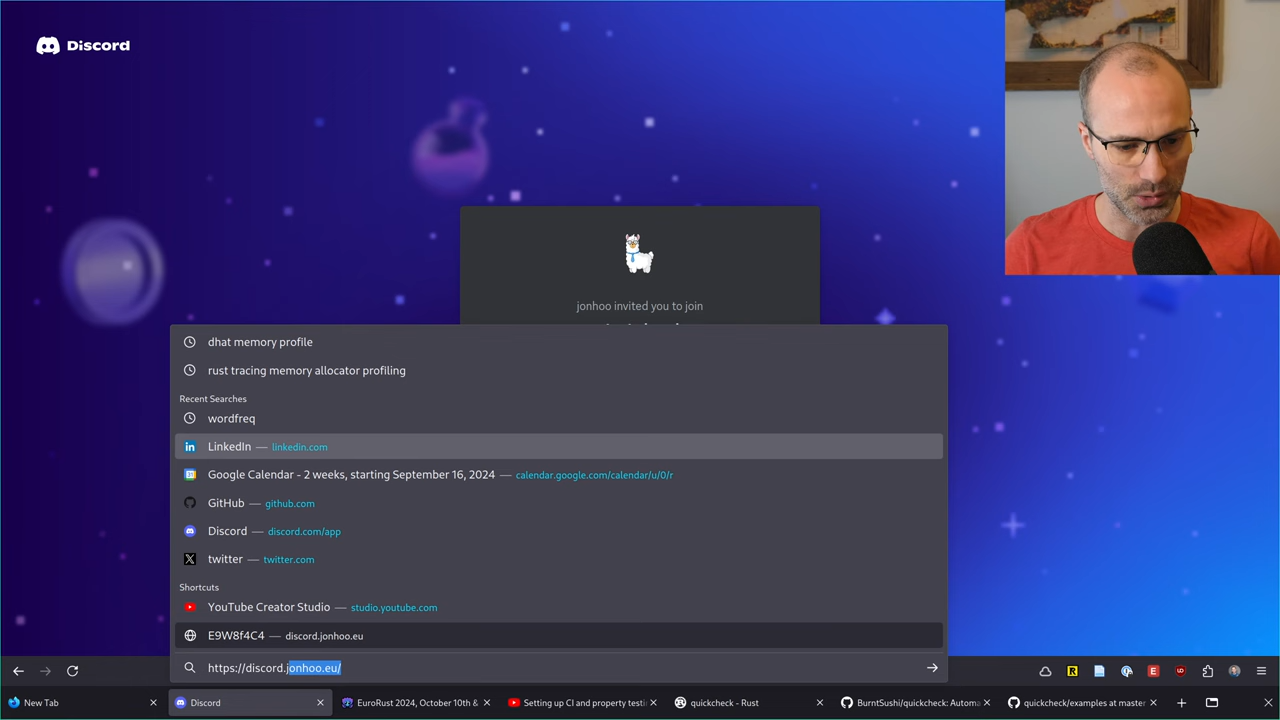 Discord
jonhoo invited you to join
dhat memory profile
rust tracing memory allocator profiling
Recent Searches
wordfreq
LinkedIn — linkedin.com
Google Calendar - 2 weeks, starting September 16, 2024 — calendar.google.com/calendar/u/0/r
GitHub — github.com
Discord — discord.com/app
twitter — twitter.com
Shortcuts
YouTube Creator Studio — studio.youtube.com
E9W8f4C4 — discord.jonhoo.eu
https://discord.jonhoo.eu/
New Tab
Discord
EuroRust 2024, October 10th &
Setting up CI and property testi
quickcheck - Rust
BurntSushi/quickcheck: Automa
quickcheck/examples at master